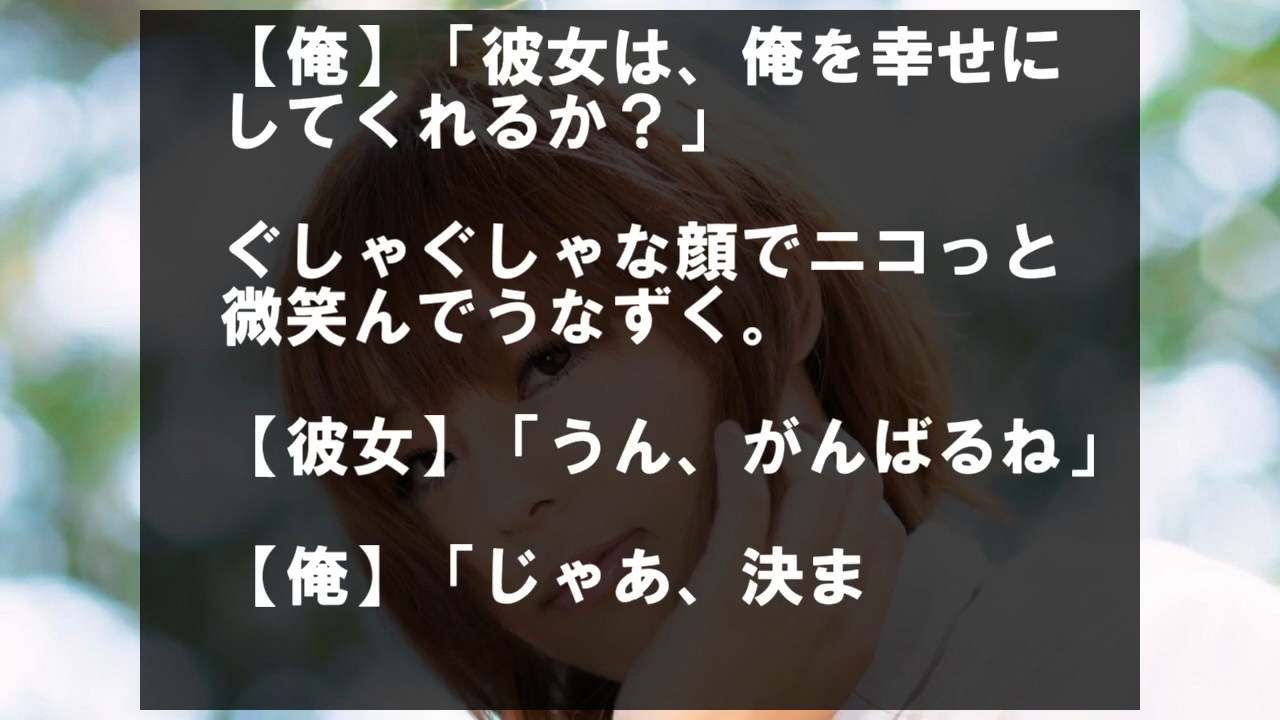 【俺】「彼女は、俺を幸せに
してくれるか？」
ぐしゃぐしゃな顔でニコっと
微笑んでうなずく。
【彼女】「うん、がんばるね」
【俺】「じゃあ、決ま